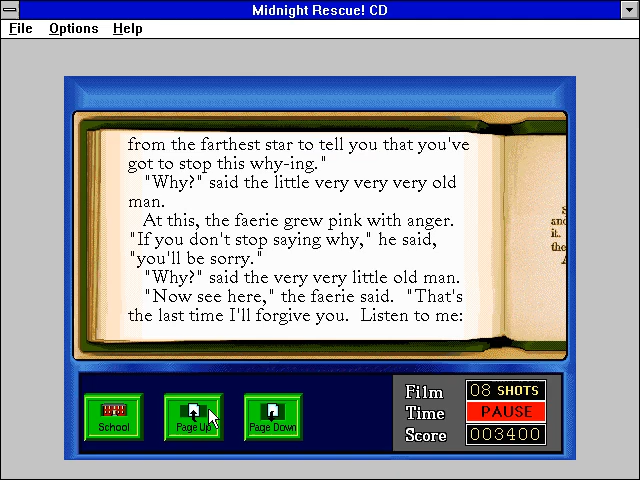 Midnight Rescue! CD
File Options Help
from the farthest star to tell you that you've
got to stop this why-ing."
"Why?" said the little very very very old
man.
At this, the faerie grew pink with anger.
"If you don't stop saying why," he said,
"you'll be sorry."
"Why?" said the very very little old man.
"Now see here," the faerie said. "That's
the last time I'll forgive you. Listen to me:
it.
the
School
Page Up
Page Down
Film 08 SHOTS
Time PAUSE
Score 003400